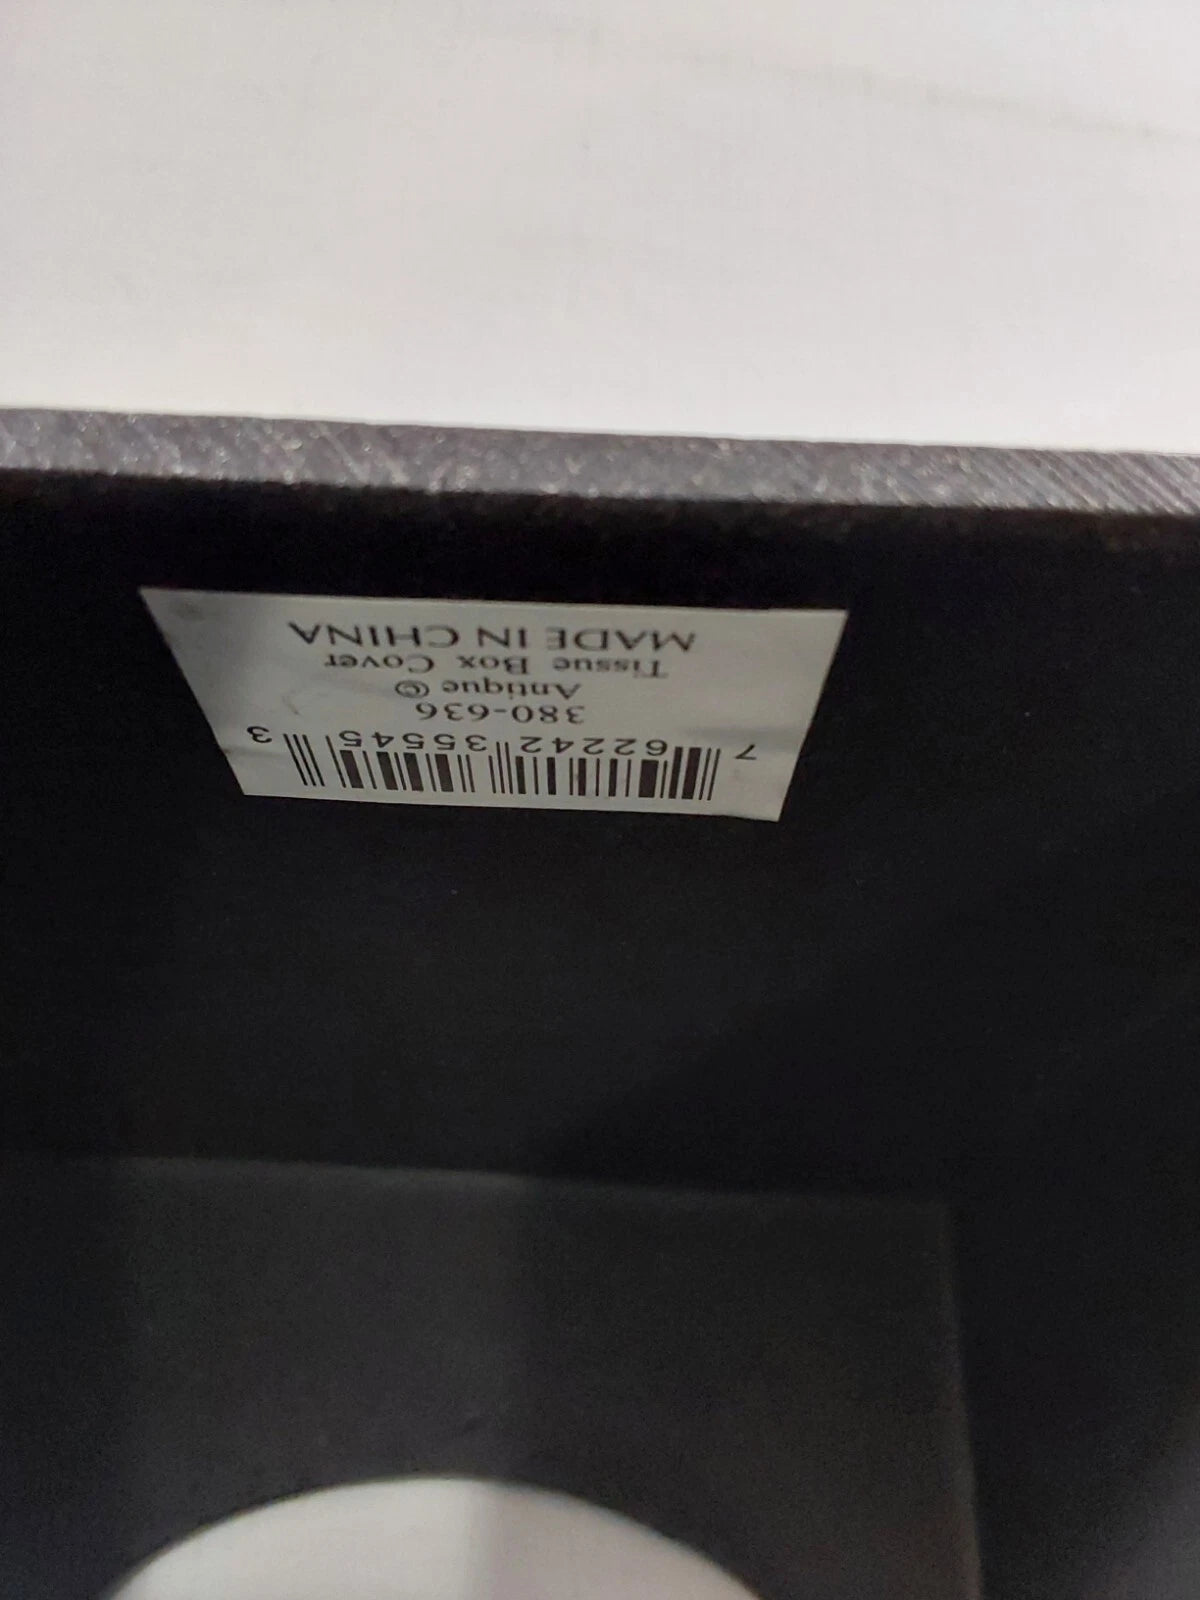 7 62242 35545 3
380-636
Antique ©
Tissue Box Cover
MADE IN CHINA